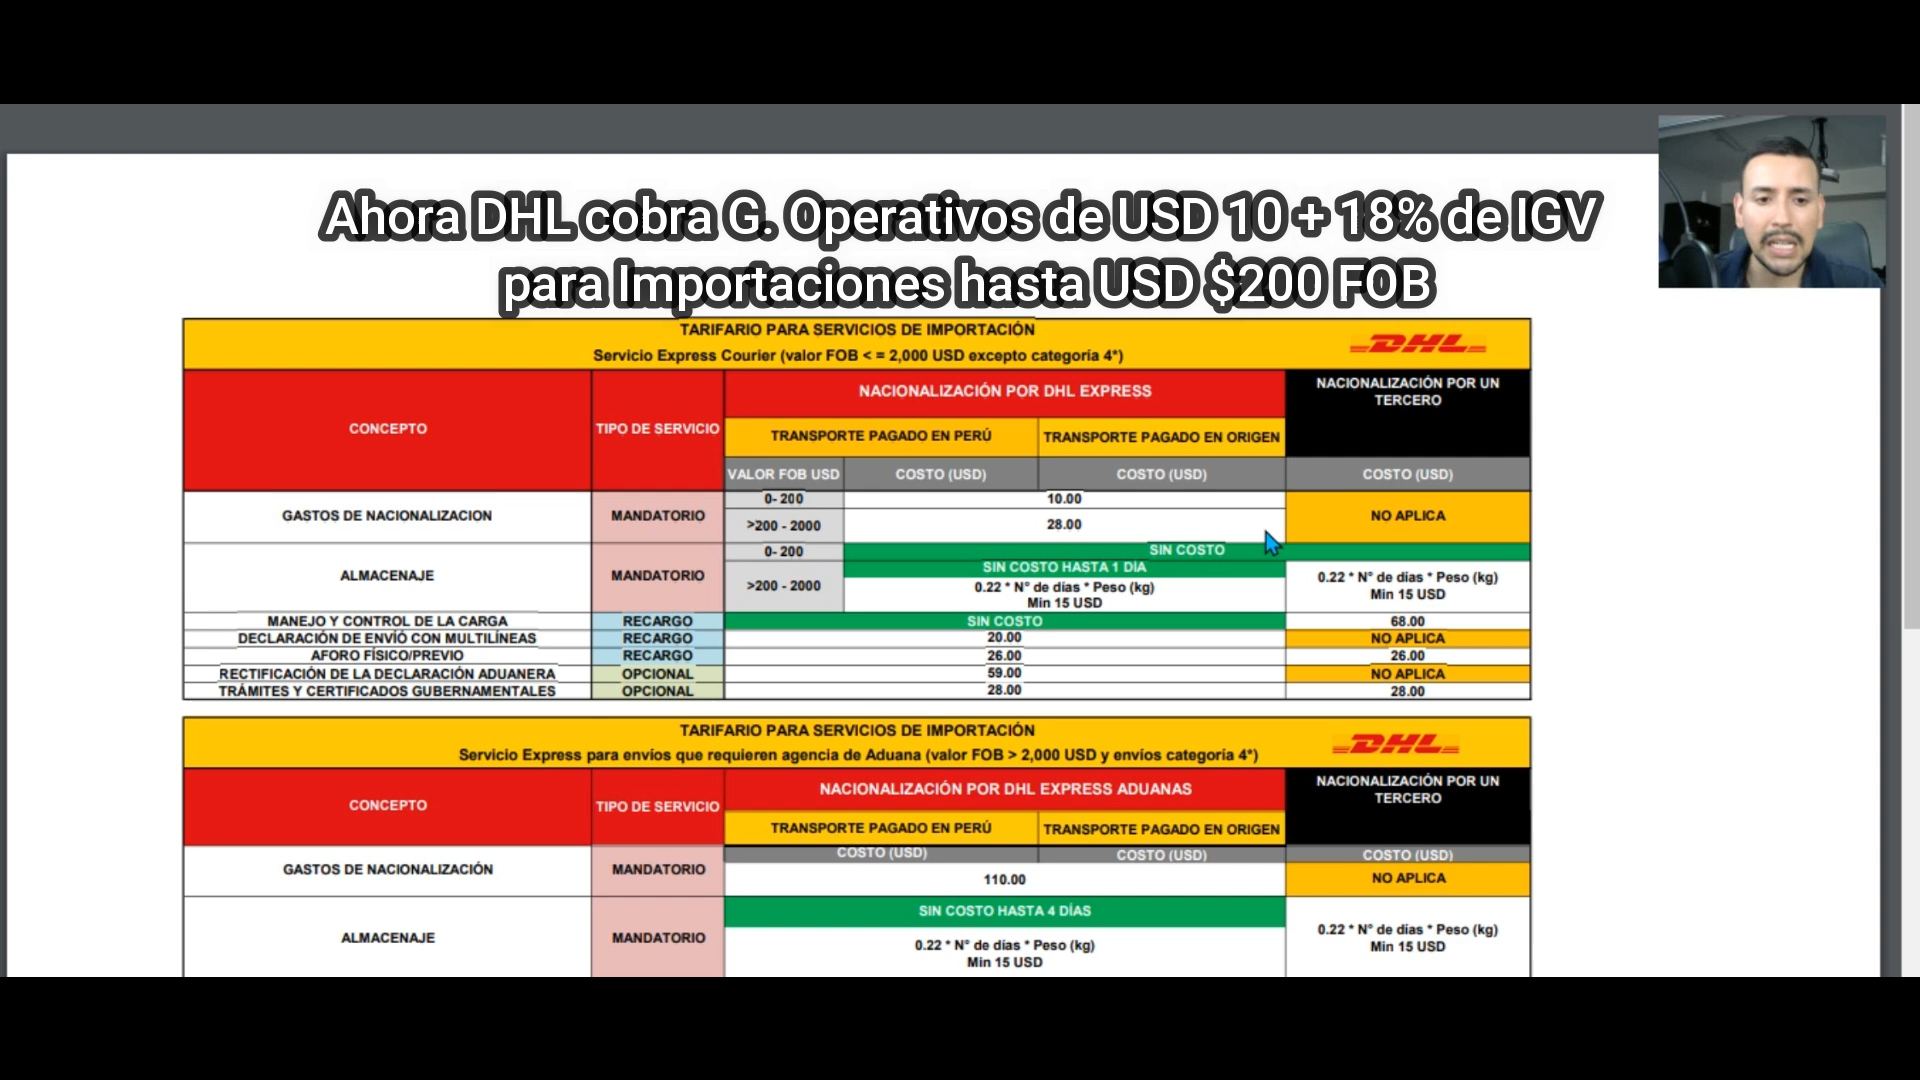 Ahora DHL cobra G. Operativos de USD 10 + 18% de IGV
para Importaciones hasta USD $200 FOB
TARIFARIO PARA SERVICIOS DE IMPORTACIÓN
Servicio Express Courier (valor FOB < = 2,000 USD excepto categoría 4*)
DHL
CONCEPTO
TIPO DE SERVICIO
NACIONALIZACIÓN POR DHL EXPRESS
NACIONALIZACIÓN POR UN
TERCERO
TRANSPORTE PAGADO EN PERÚ
TRANSPORTE PAGADO EN ORIGEN
VALOR FOB USD
COSTO (USD)
COSTO (USD)
COSTO (USD)
GASTOS DE NACIONALIZACION
MANDATORIO
0- 200
10.00
>200 - 2000
28.00
NO APLICA
ALMACENAJE
MANDATORIO
0- 200
SIN COSTO
>200 - 2000
SIN COSTO HASTA 1 DÍA
0.22 * N° de días * Peso (kg)
Min 15 USD
0.22 * N° de días * Peso (kg)
Min 15 USD
MANEJO Y CONTROL DE LA CARGA
RECARGO
SIN COSTO
68.00
DECLARACIÓN DE ENVÍO CON MULTILÍNEAS
RECARGO
20.00
NO APLICA
AFORO FÍSICO/PREVIO
RECARGO
26.00
26.00
RECTIFICACIÓN DE LA DECLARACIÓN ADUANERA
OPCIONAL
59.00
NO APLICA
TRÁMITES Y CERTIFICADOS GUBERNAMENTALES
OPCIONAL
28.00
28.00
TARIFARIO PARA SERVICIOS DE IMPORTACIÓN
Servicio Express para envíos que requieren agencia de Aduana (valor FOB > 2,000 USD y envíos categoría 4*)
DHL
CONCEPTO
TIPO DE SERVICIO
NACIONALIZACIÓN POR DHL EXPRESS ADUANAS
NACIONALIZACIÓN POR UN
TERCERO
TRANSPORTE PAGADO EN PERÚ
TRANSPORTE PAGADO EN ORIGEN
COSTO (USD)
COSTO (USD)
COSTO (USD)
GASTOS DE NACIONALIZACIÓN
MANDATORIO
110.00
NO APLICA
ALMACENAJE
MANDATORIO
SIN COSTO HASTA 4 DÍAS
0.22 * N° de días * Peso (kg)
Min 15 USD
0.22 * N° de días * Peso (kg)
Min 15 USD